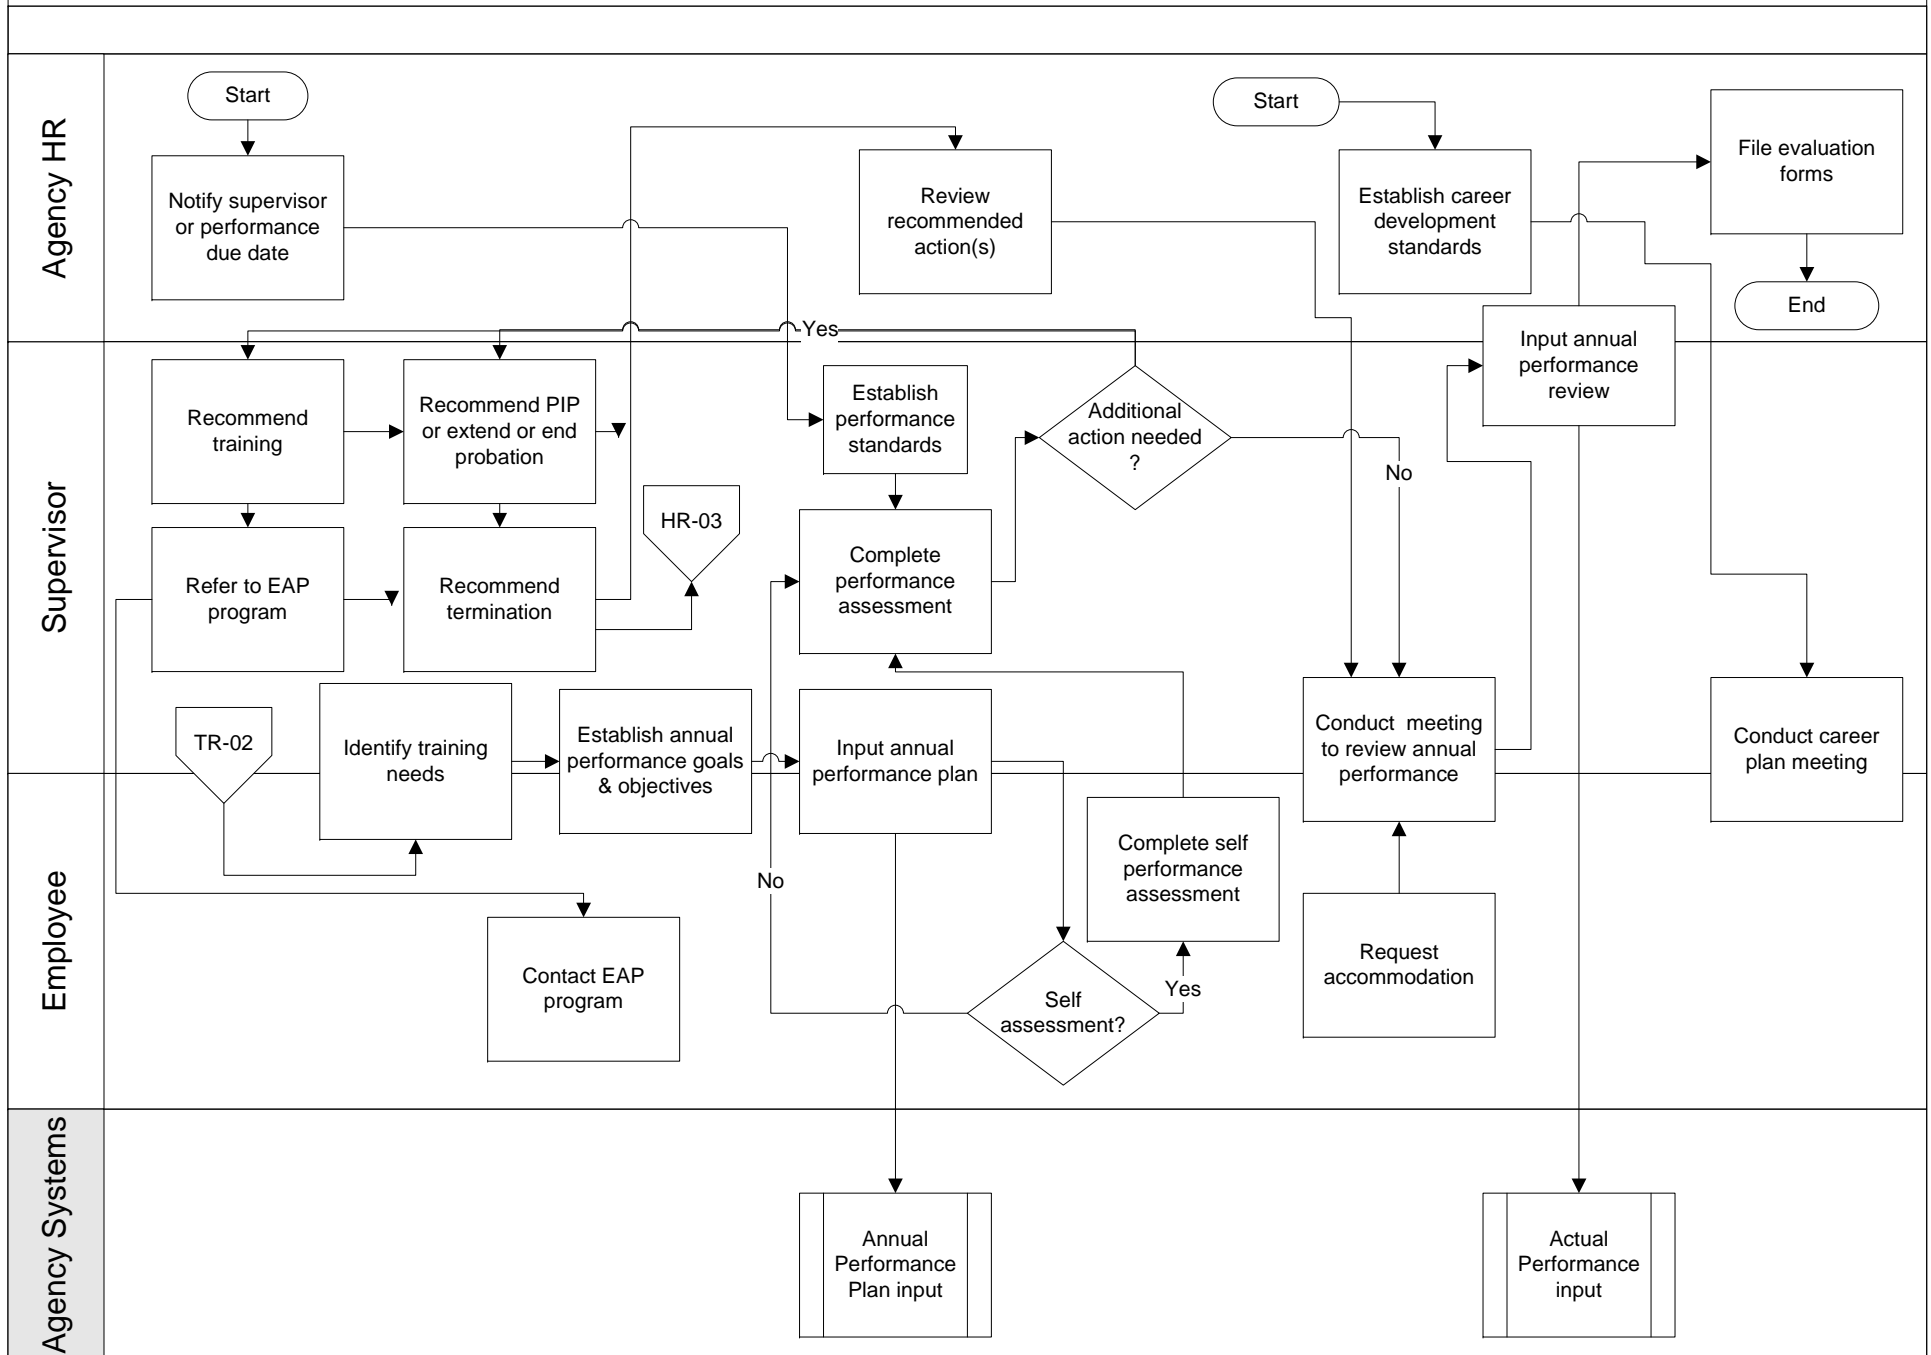 Agency HR
Start
Notify supervisor
or performance
due date
Review
recommended
action(s)
Start
Establish career
development
standards
File evaluation
forms
End
Input annual
performance
review
Supervisor
Yes
Recommend
training
Recommend PIP
or extend or end
probation
Establish
performance
standards
Additional
action needed
?
No
HR-03
Refer to EAP
program
Recommend
termination
Complete
performance
assessment
TR-02
Identify training
needs
Establish annual
performance goals
& objectives
Input annual
performance plan
Conduct  meeting
to review annual
performance
Conduct career
plan meeting
Employee
No
Complete self
performance
assessment
Contact EAP
program
Self
assessment?
Yes
Request
accommodation
Agency Systems
Annual
Performance
Plan input
Actual
Performance
input